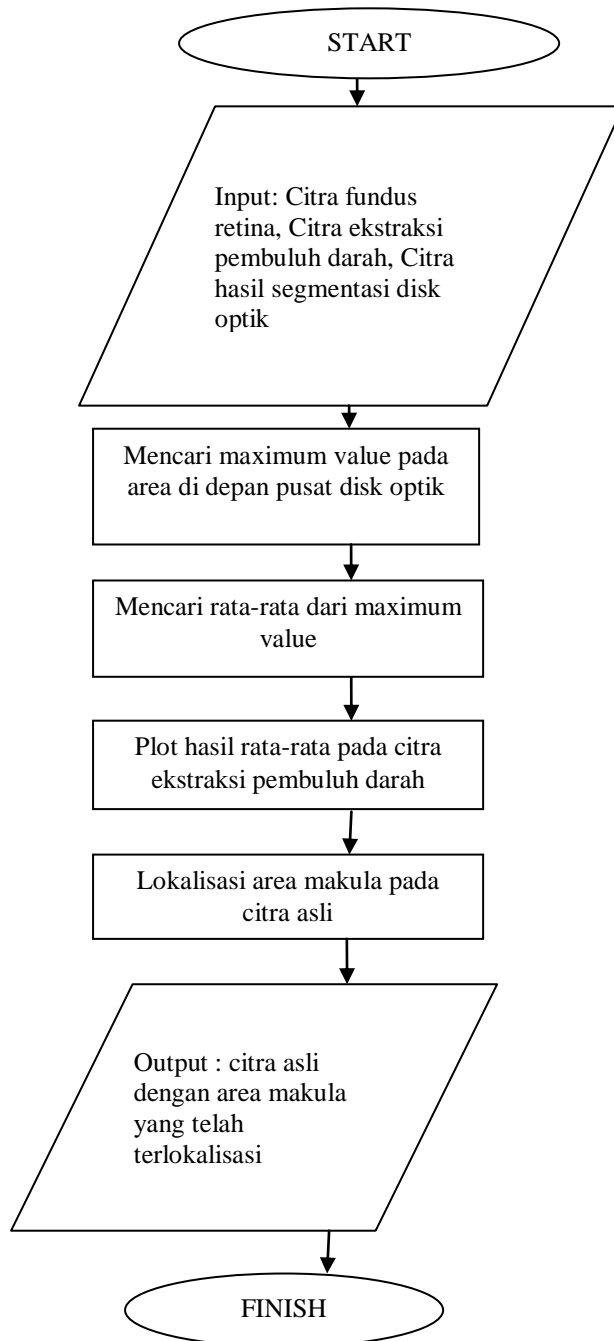 START
Input: Citra fundus
retina, Citra ekstraksi
pembuluh darah, Citra
hasil segmentasi disk
optik
Mencari maximum value pada
area di depan pusat disk optik
Mencari rata-rata dari maximum
value
Plot hasil rata-rata pada citra
ekstraksi pembuluh darah
Lokalisasi area makula pada
citra asli
Output : citra asli
dengan area makula
yang telah
terlokalisasi
FINISH